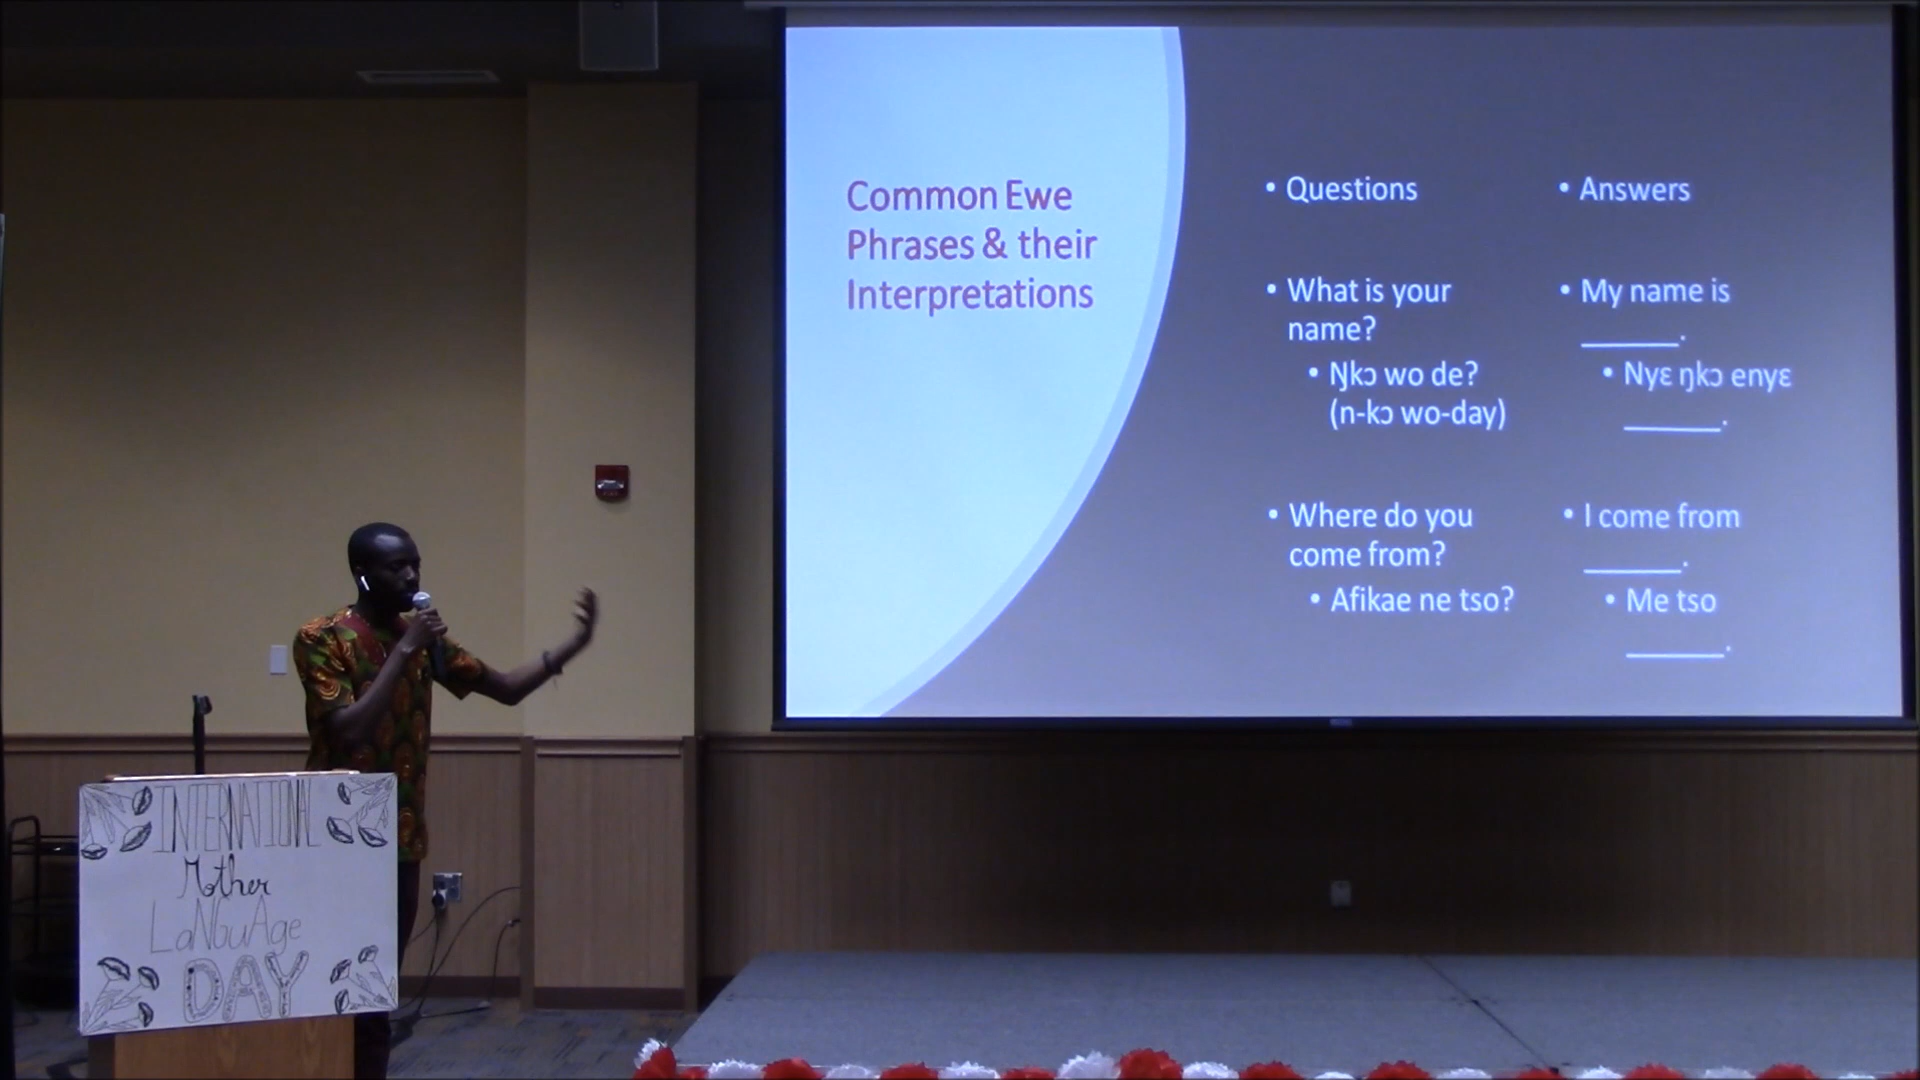 Common Ewe
Phrases & their
Interpretations
• Questions
• What is your
name?
• Ŋkɔ wo de?
(n-kɔ wo-day)
• Where do you
come from?
• Afikae ne tso?
• Answers
• My name is
_______.
• Nyɛ ŋkɔ enyɛ
_______.
• I come from
_______.
• Me tso
_______.
INTERNATIONAL
Mother
LaNGuAge
DAY